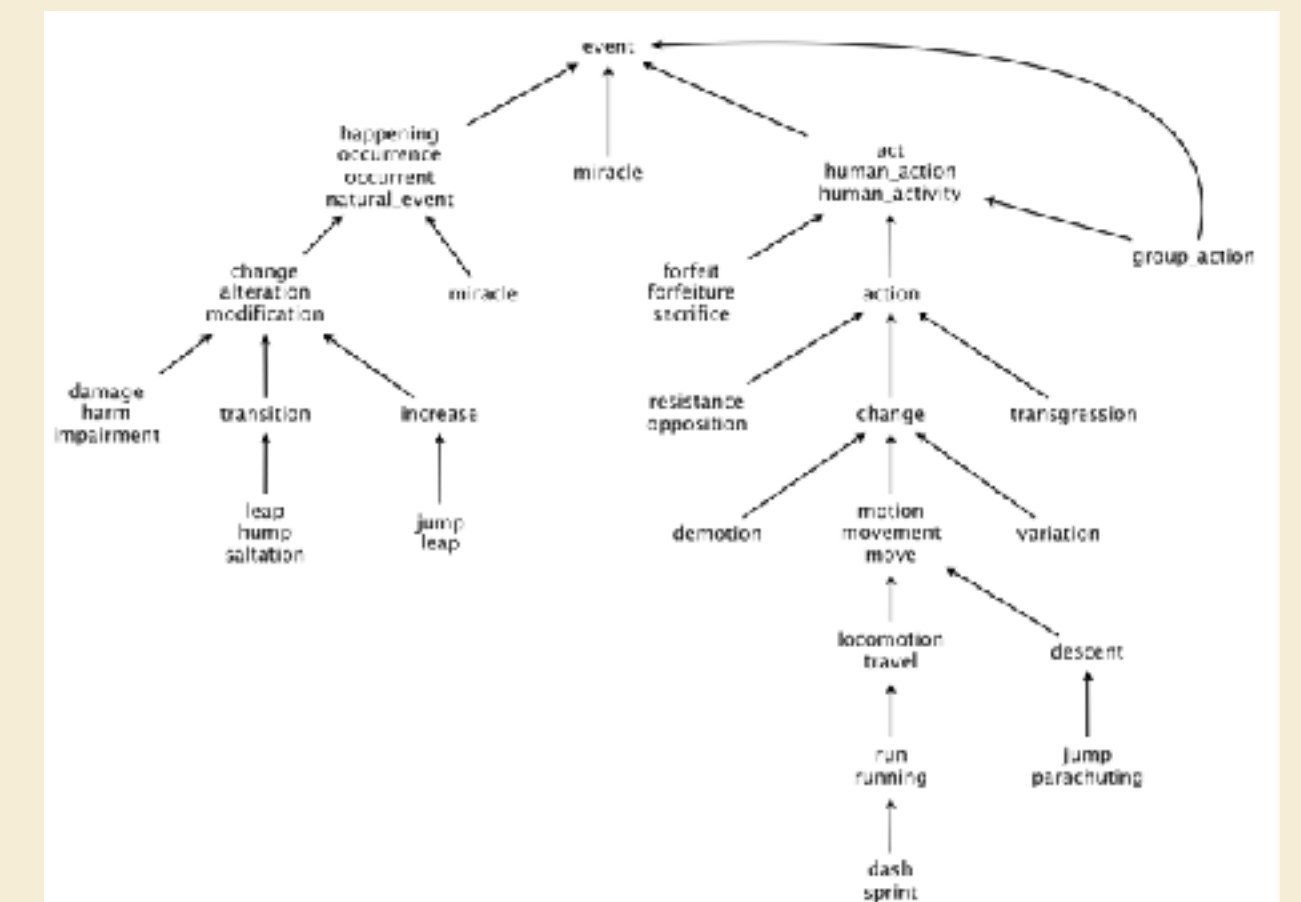 event
happening
occurrence
occurrent
natural_event
miracle
act
human_action
human_activity
group_action
change
alteration
modification
miracle
forfeit
forfeiture
sacrifice
action
damage
harm
impairment
transition
increase
resistance
opposition
change
transgression
leap
hump
saltation
jump
leap
demotion
motion
movement
move
variation
locomotion
travel
descent
run
running
jump
parachuting
dash
sprint